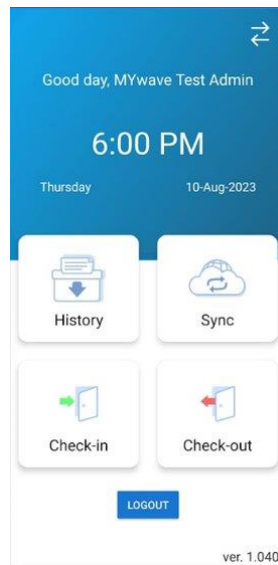 Good day, MYwave Test Admin
6:00 PM
Thursday 10-Aug-2023
History Sync
Check-in Check-out
LOGOUT
ver. 1.040